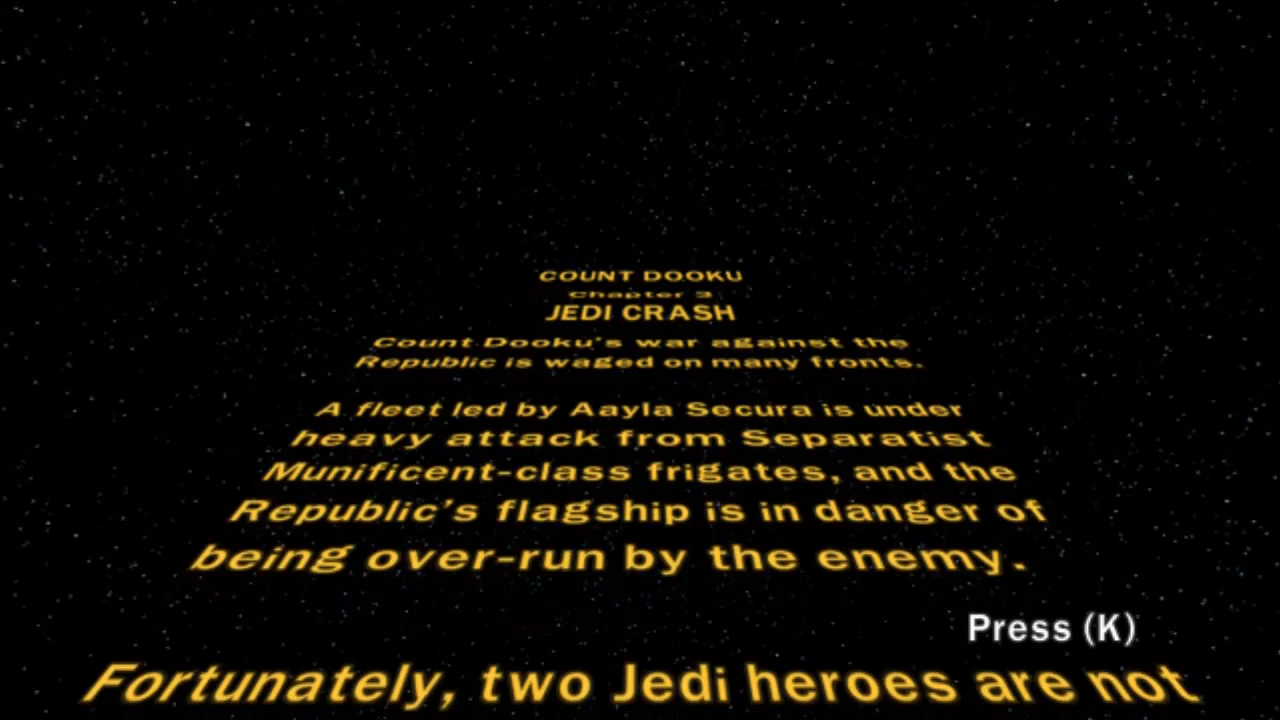 COUNT DOOKU
Chapter 3
JEDI CRASH
Count Dooku's war against the
Republic is waged on many fronts.
A fleet led by Aayla Secura is under
heavy attack from Separatist
Munificent-class frigates, and the
Republic's flagship is in danger of
being over-run by the enemy.
Press (K)
Fortunately, two Jedi heroes are not